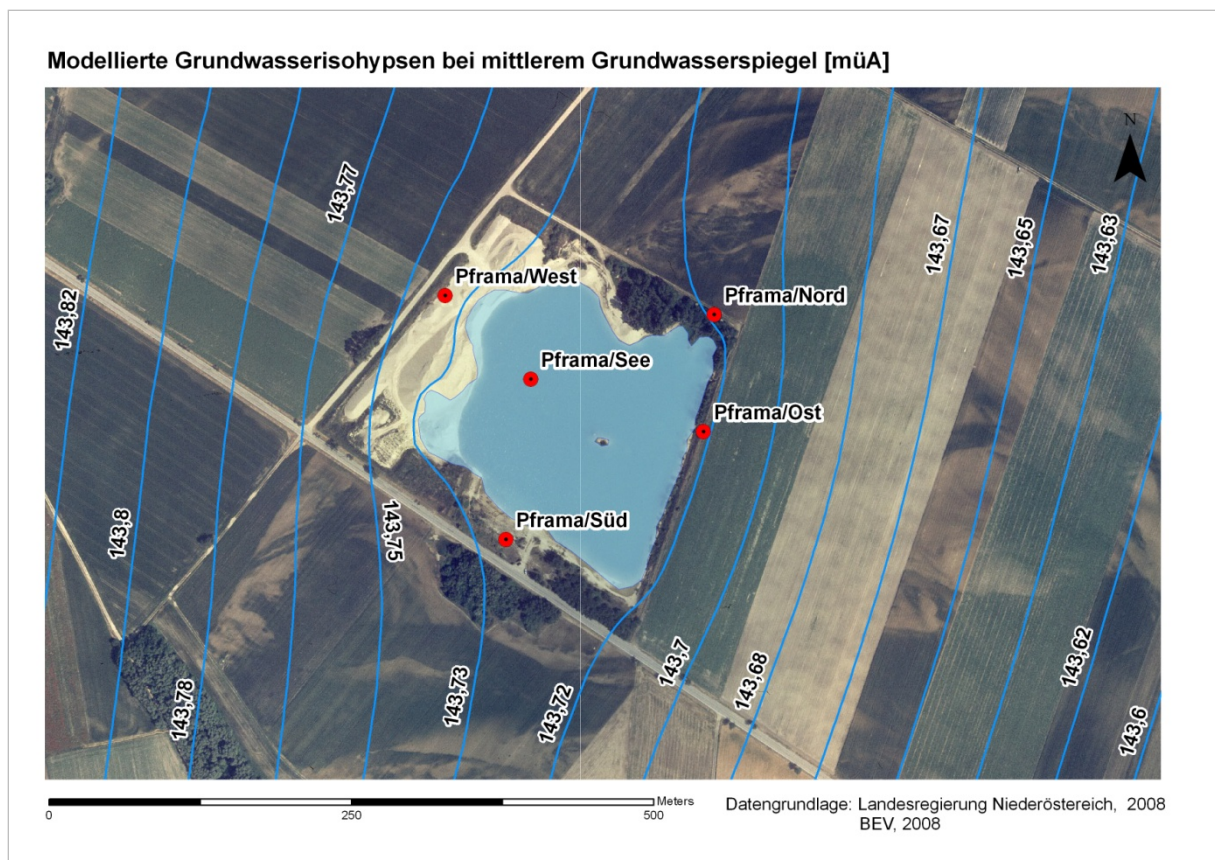 Modellierte Grundwasserisohypsen bei mittlerem Grundwasserspiegel [müA]
N
143,77
143,67
143,65
143,63
Pframa/West
Pframa/Nord
143,82
Pframa/See
Pframa/Ost
143,8
143,75
Pframa/Süd
143,78
143,73
143,72
143,7
143,68
143,62
143,6
Meters
0
250
500
Datengrundlage: Landesregierung Niederöstereich, 2008
BEV, 2008